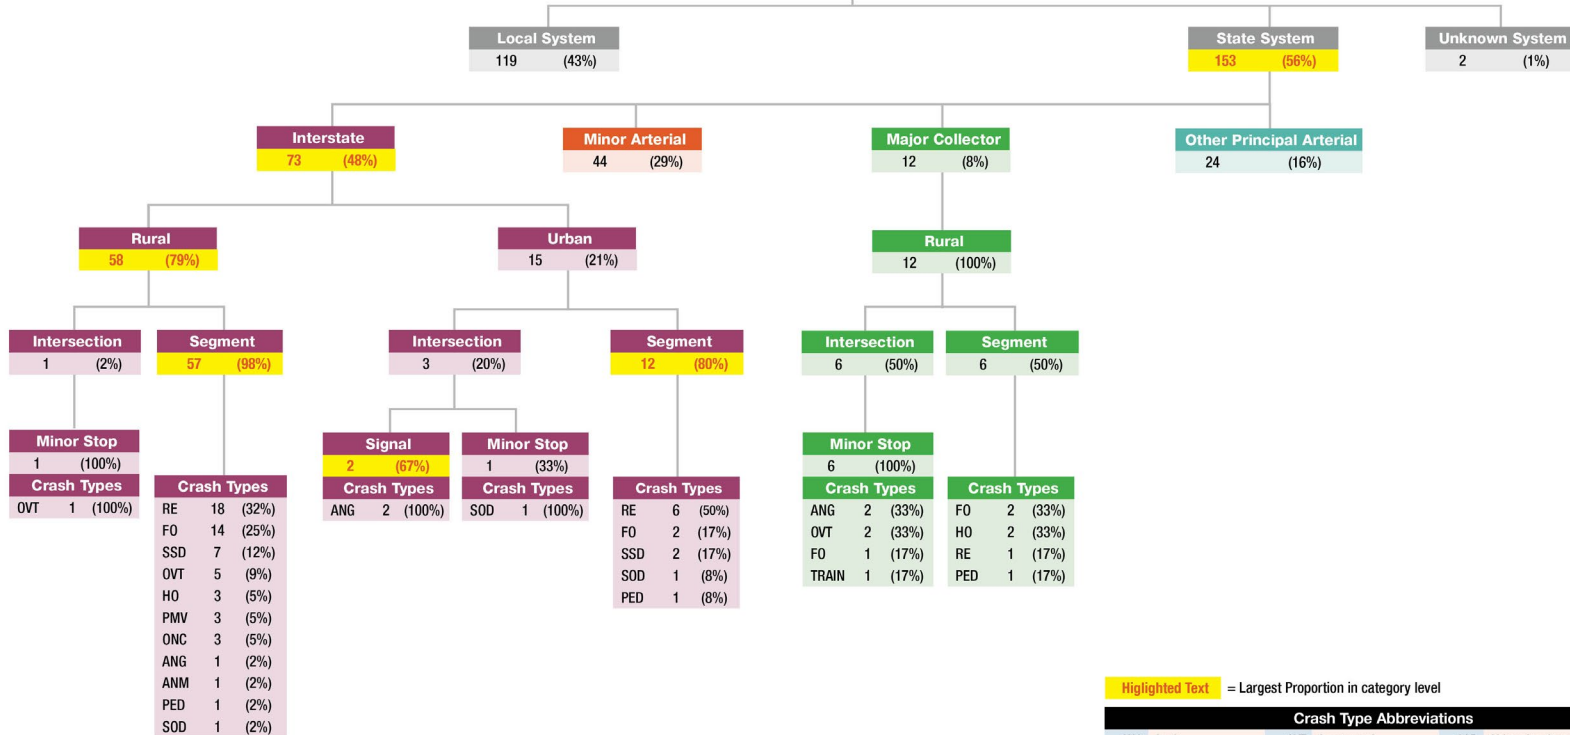 Local System
119 (43%)
State System
153 (56%)
Unknown System
2 (1%)
Interstate
73 (48%)
Minor Arterial
44 (29%)
Major Collector
12 (8%)
Other Principal Arterial
24 (16%)
Rural
58 (79%)
Urban
15 (21%)
Rural
12 (100%)
Intersection
1 (2%)
Segment
57 (98%)
Intersection
3 (20%)
Segment
12 (80%)
Intersection
6 (50%)
Segment
6 (50%)
Minor Stop
1 (100%)
Crash Types
OVT 1 (100%)
Crash Types
RE 18 (32%)
FO 14 (25%)
SSD 7 (12%)
OVT 5 (9%)
HO 3 (5%)
PMV 3 (5%)
ONC 3 (5%)
ANG 1 (2%)
ANM 1 (2%)
PED 1 (2%)
SOD 1 (2%)
Signal
2 (67%)
Crash Types
ANG 2 (100%)
Minor Stop
1 (33%)
Crash Types
SOD 1 (100%)
Crash Types
RE 6 (50%)
FO 2 (17%)
SSD 2 (17%)
SOD 1 (8%)
PED 1 (8%)
Minor Stop
6 (100%)
Crash Types
ANG 2 (33%)
OVT 2 (33%)
FO 1 (17%)
TRAIN 1 (17%)
Crash Types
FO 2 (33%)
HO 2 (33%)
RE 1 (17%)
PED 1 (17%)
Higlighted Text = Largest Proportion in category level
Crash Type Abbreviations